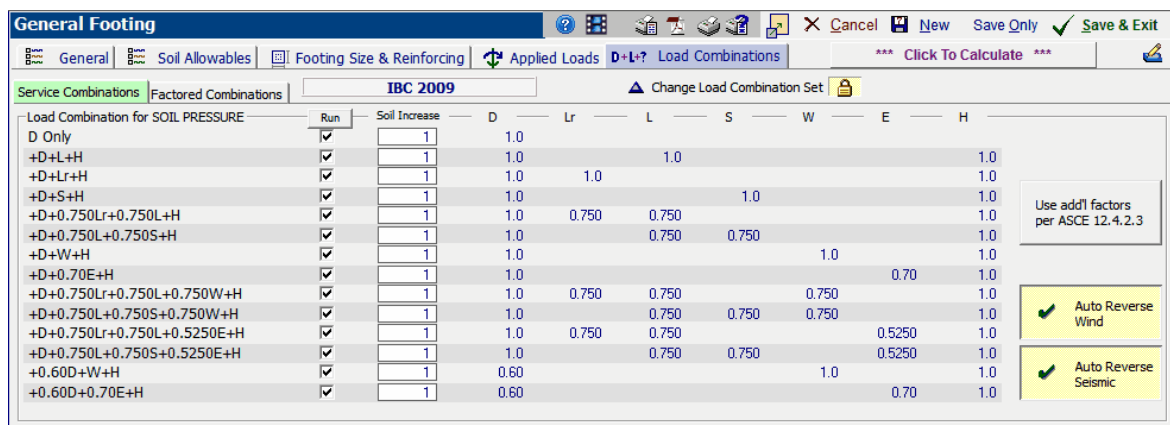 General Footing Cancel New Save Only Save & Exit
General Soil Allowables Footing Size & Reinforcing Applied Loads D+L+? Load Combinations *** Click To Calculate ***
Service Combinations Factored Combinations IBC 2009 Change Load Combination Set
Load Combination for SOIL PRESSURE Run Soil Increase D Lr L S W E H
D Only 1 1.0
+D+L+H 1 1.0 1.0 1.0
+D+Lr+H 1 1.0 1.0 1.0
+D+S+H 1 1.0 1.0 1.0
+D+0.750Lr+0.750L+H 1 1.0 0.750 0.750 1.0
+D+0.750L+0.750S+H 1 1.0 0.750 0.750 1.0
+D+W+H 1 1.0 1.0 1.0
+D+0.70E+H 1 1.0 0.70 1.0
+D+0.750Lr+0.750L+0.750W+H 1 1.0 0.750 0.750 0.750 1.0
+D+0.750L+0.750S+0.750W+H 1 1.0 0.750 0.750 0.750 1.0
+D+0.750Lr+0.750L+0.5250E+H 1 1.0 0.750 0.750 0.5250 1.0
+D+0.750L+0.750S+0.5250E+H 1 1.0 0.750 0.750 0.5250 1.0
+0.60D+W+H 1 0.60 1.0 1.0
+0.60D+0.70E+H 1 0.60 0.70 1.0
Use add'l factors
per ASCE 12.4.2.3
Auto Reverse
Wind
Auto Reverse
Seismic